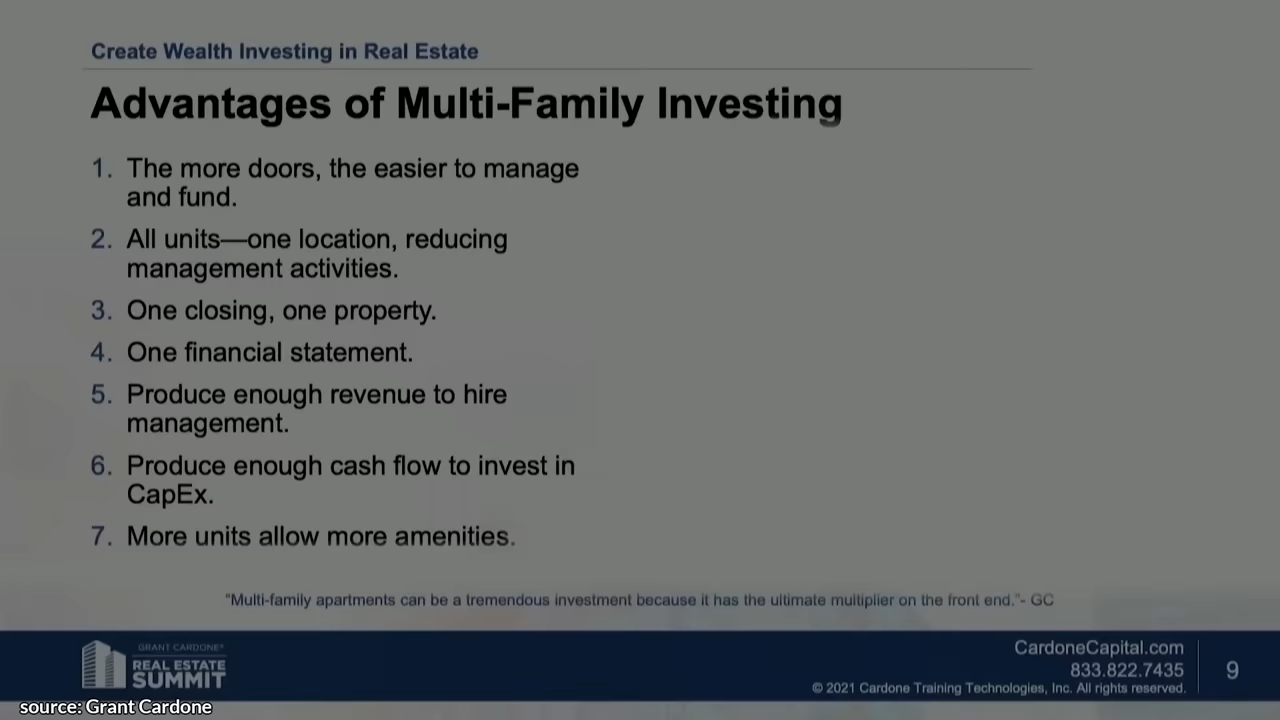 Create Wealth Investing in Real Estate
Advantages of Multi-Family Investing
1. The more doors, the easier to manage
and fund.
2. All units—one location, reducing
management activities.
3. One closing, one property.
4. One financial statement.
5. Produce enough revenue to hire
management.
6. Produce enough cash flow to invest in
CapEx.
7. More units allow more amenities.
"Multi-family apartments can be a tremendous investment because it has the ultimate multiplier on the front end."- GC
GRANT CARDONE®
REAL ESTATE
SUMMIT
CardoneCapital.com
833.822.7435
© 2021 Cardone Training Technologies, Inc. All rights reserved.
9
source: Grant Cardone